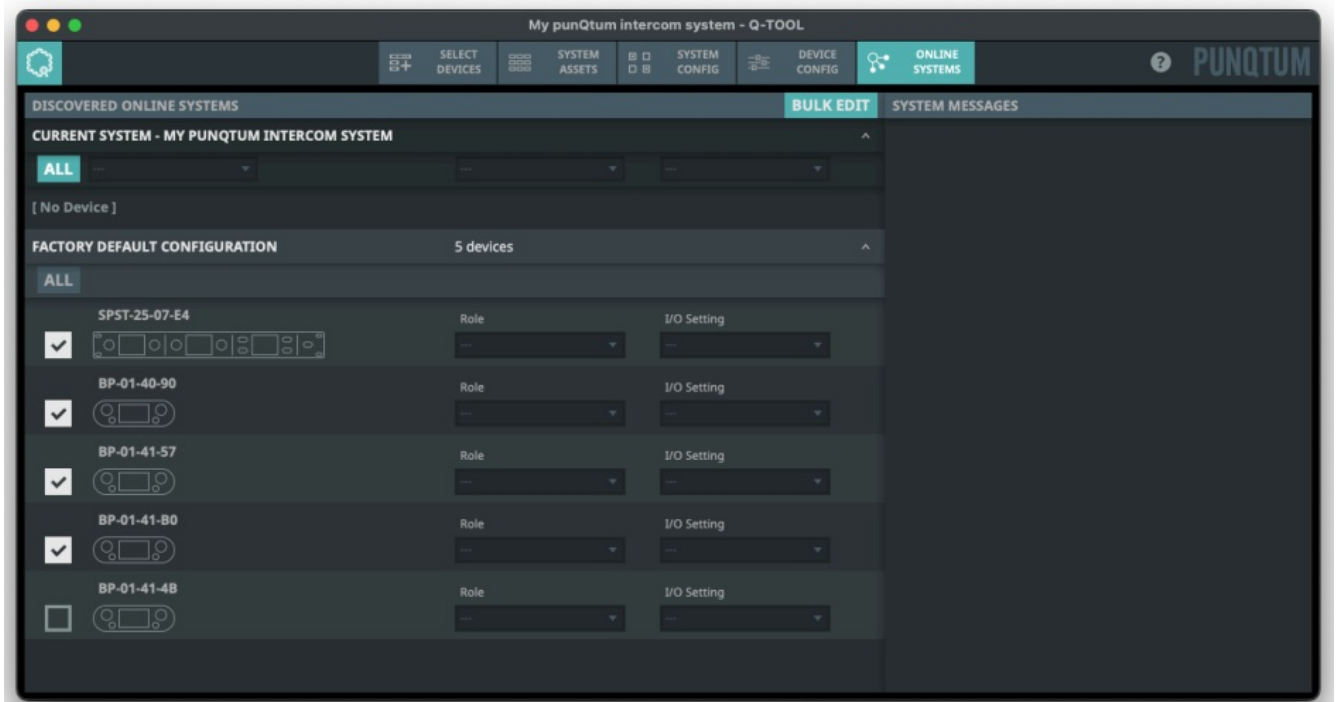 My punQtum intercom system - Q-TOOL
SELECT DEVICES
SYSTEM ASSETS
SYSTEM CONFIG
DEVICE CONFIG
ONLINE SYSTEMS
?
PUNQTUM
DISCOVERED ONLINE SYSTEMS
BULK EDIT
SYSTEM MESSAGES
CURRENT SYSTEM - MY PUNQTUM INTERCOM SYSTEM
ALL --- --- ---
[ No Device ]
FACTORY DEFAULT CONFIGURATION 5 devices
ALL
SPST-25-07-E4
Role I/O Setting
--- ---
BP-01-40-90
Role I/O Setting
--- ---
BP-01-41-57
Role I/O Setting
--- ---
BP-01-41-B0
Role I/O Setting
--- ---
BP-01-41-4B
Role I/O Setting
--- ---